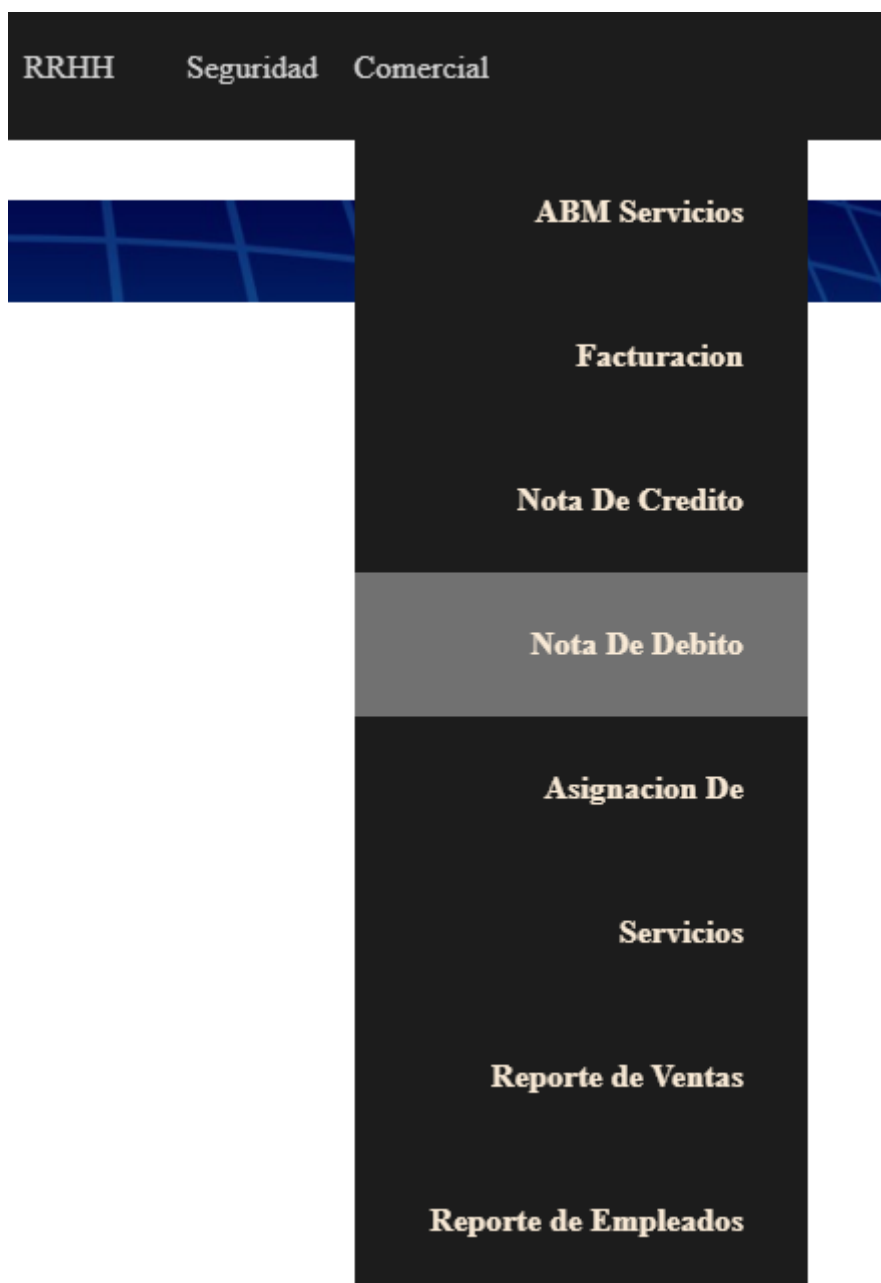 RRHH Seguridad Comercial
ABM Servicios
Facturacion
Nota De Credito
Nota De Debito
Asignacion De
Servicios
Reporte de Ventas
Reporte de Empleados